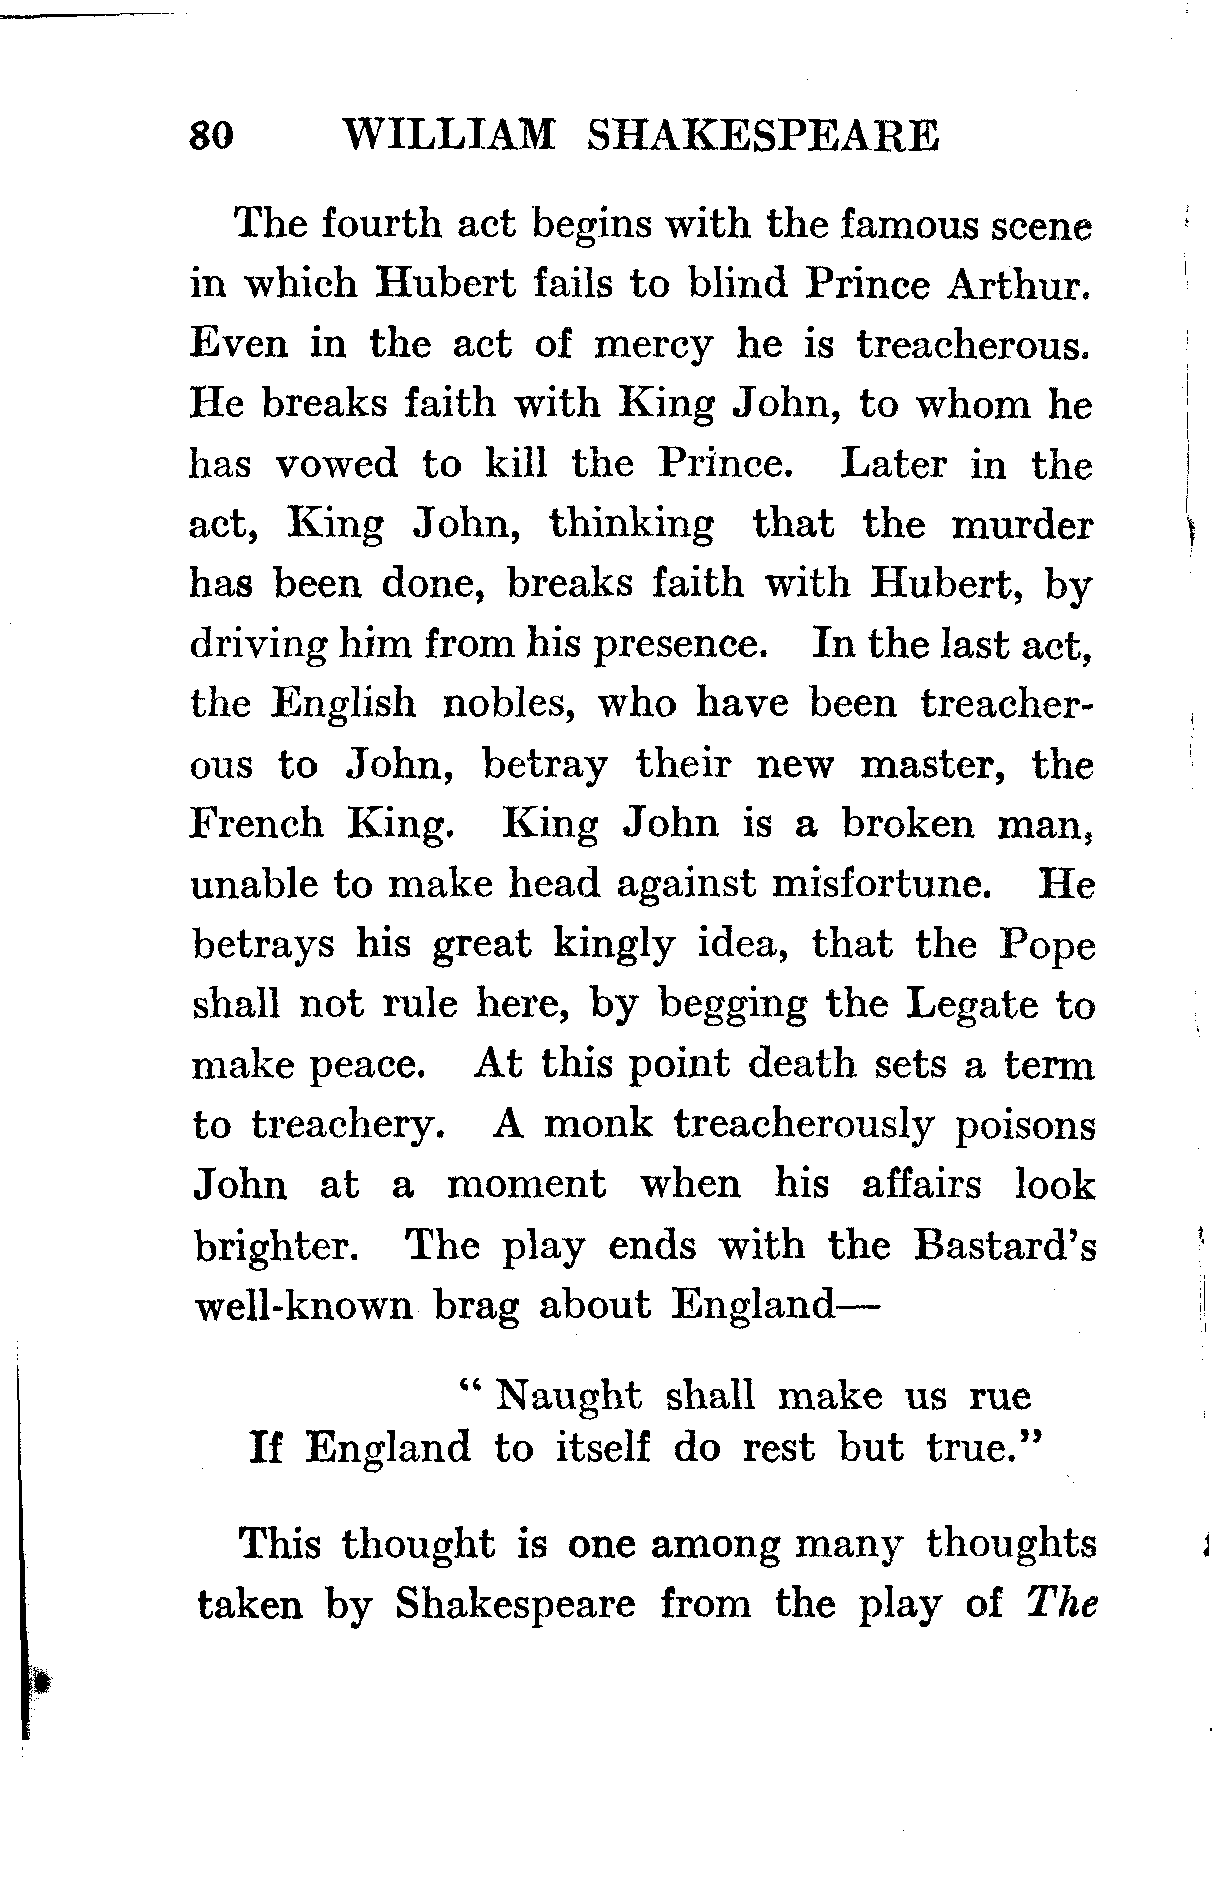 80 WILLIAM SHAKESPEARE
The fourth act begins with the famous scene
in which Hubert fails to blind Prince Arthur.
Even in the act of mercy he is treacherous.
He breaks faith with King John, to whom he
has vowed to kill the Prince. Later in the
act, King John, thinking that the murder
has been done, breaks faith with Hubert, by
driving him from his presence. In the last act,
the English nobles, who have been treacher-
ous to John, betray their new master, the
French King. King John is a broken man,
unable to make head against misfortune. He
betrays his great kingly idea, that the Pope
shall not rule here, by begging the Legate to
make peace. At this point death sets a term
to treachery. A monk treacherously poisons
John at a moment when his affairs look
brighter. The play ends with the Bastard's
well-known brag about England—
“ Naught shall make us rue
If England to itself do rest but true.”
This thought is one among many thoughts
taken by Shakespeare from the play of The